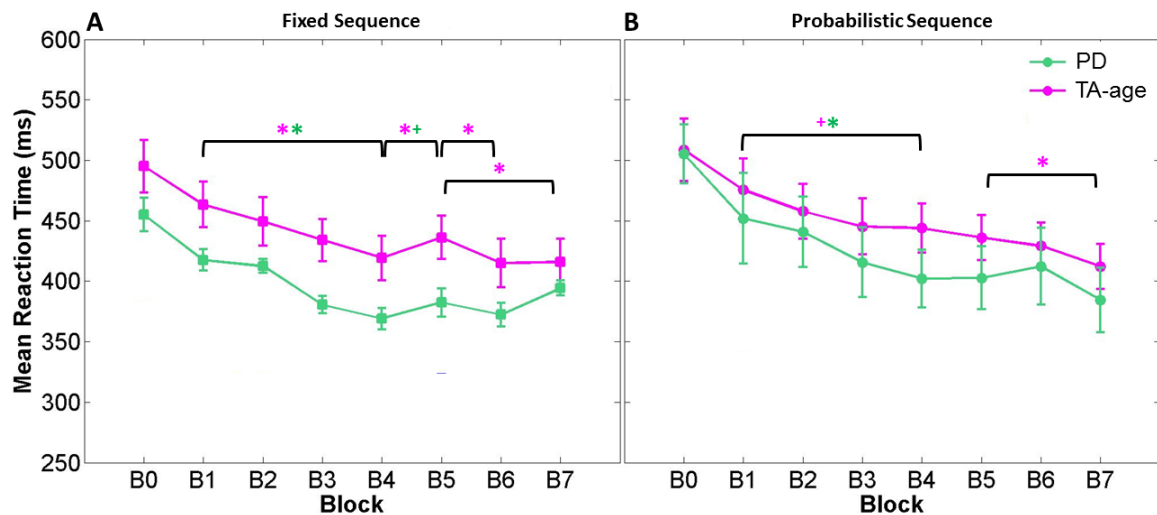 A Fixed Sequence
B Probabilistic Sequence
Mean Reaction Time (ms)
600
550
500
450
400
350
300
250
PD
TA-age
**
*+
*
*
+*
*
B0 B1 B2 B3 B4 B5 B6 B7
B0 B1 B2 B3 B4 B5 B6 B7
Block
Block